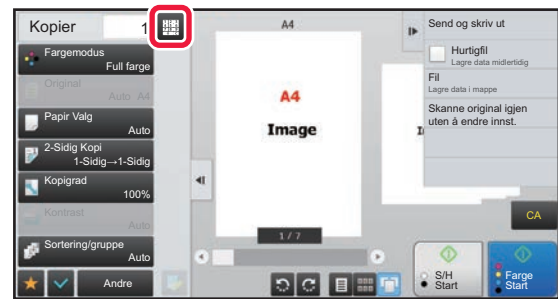 Kopier 1
Fargemodus
Full farge
Original
Auto A4
Papir Valg
Auto
2-Sidig Kopi
1-Sidig→1-Sidig
Kopigrad
100%
Kontrast
Auto
Sortering/gruppe
Auto
Andre
A4
A4
Image
1 / 7
Send og skriv ut
Hurtigfil
Lagre data midlertidig
Fil
Lagre data i mappe
Skanne original igjen
uten å endre innst.
CA
S/H
Start
Farge
Start